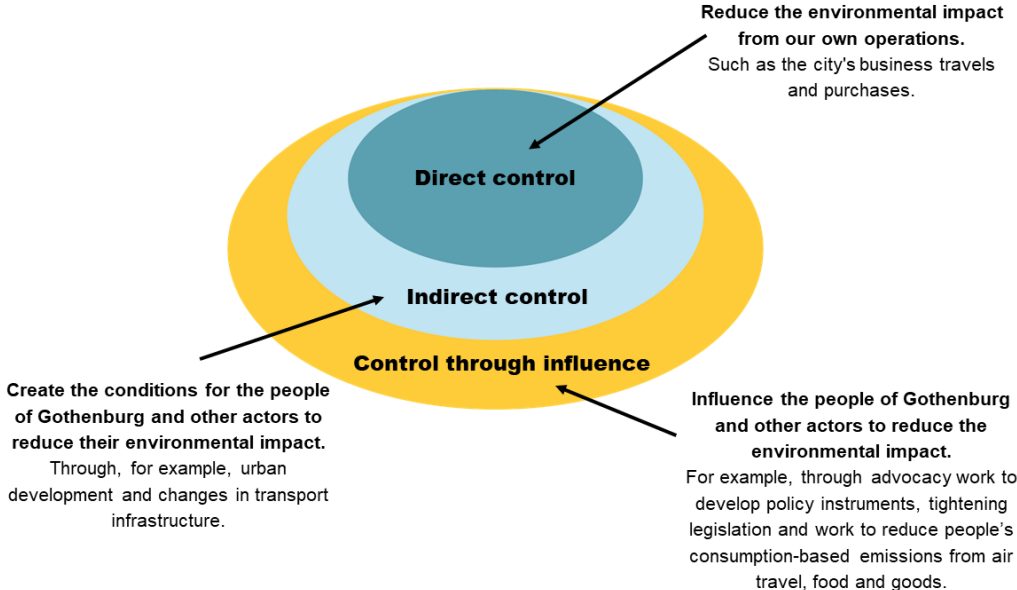 Reduce the environmental impact
from our own operations.
Such as the city's business travels
and purchases.
Direct control
Indirect control
Control through influence
Create the conditions for the people
of Gothenburg and other actors to
reduce their environmental impact.
Through, for example, urban
development and changes in transport
infrastructure.
Influence the people of Gothenburg
and other actors to reduce the
environmental impact.
For example, through advocacy work to
develop policy instruments, tightening
legislation and work to reduce people’s
consumption-based emissions from air
travel, food and goods.